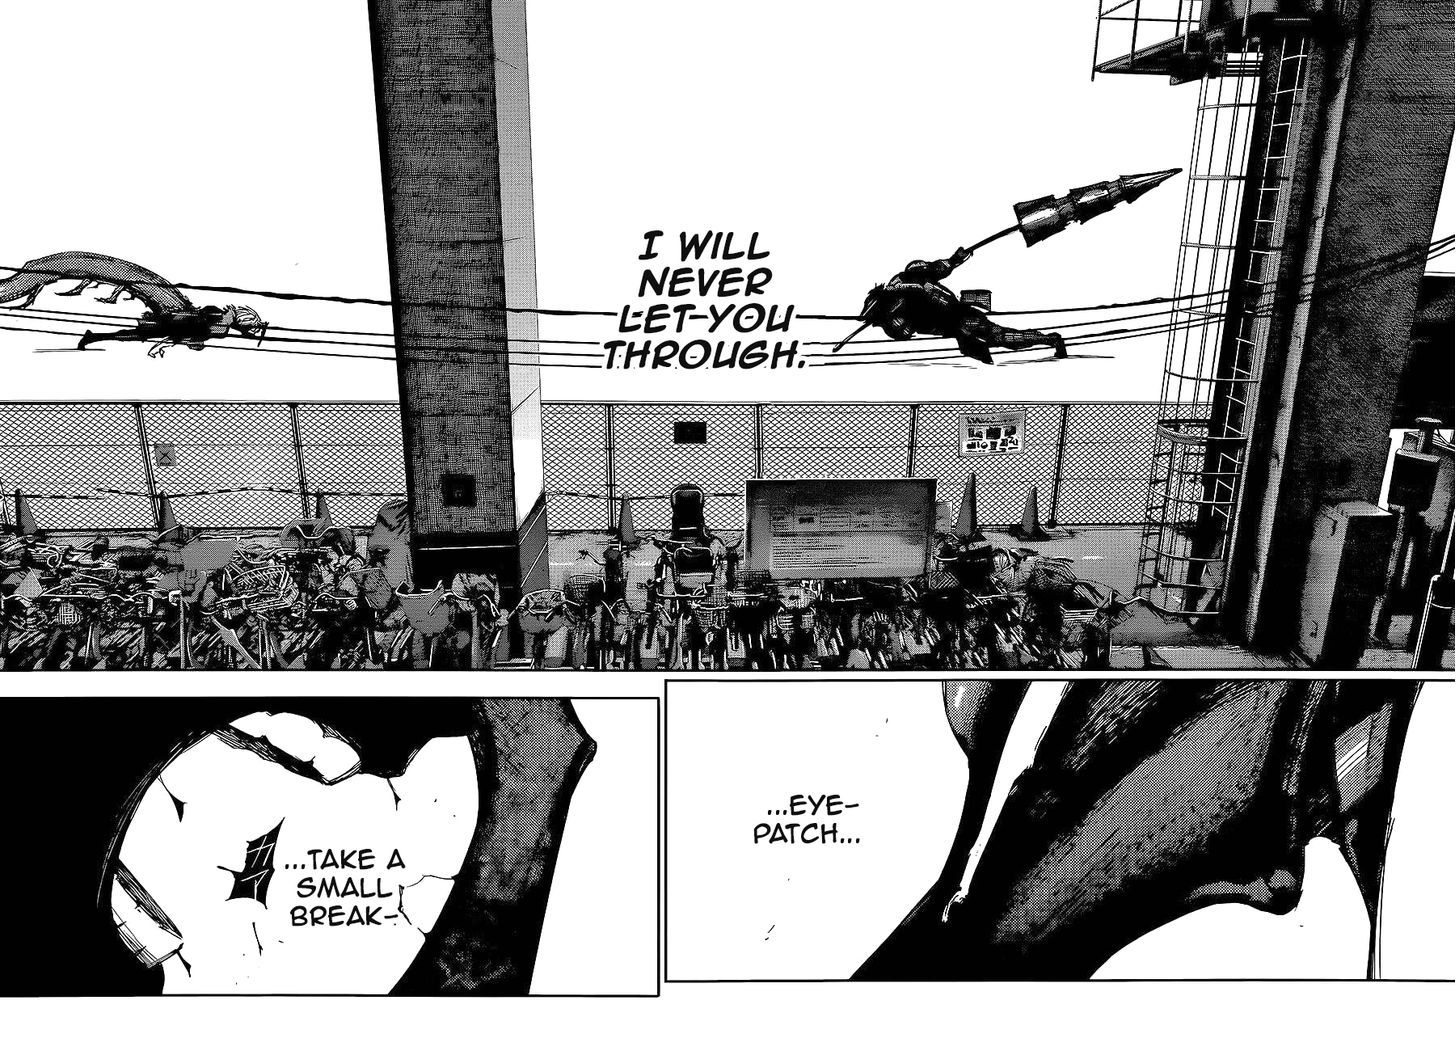 I WILL
NEVER
LET YOU
THROUGH.
...EYE-
PATCH...
...TAKE A
SMALL
BREAK-